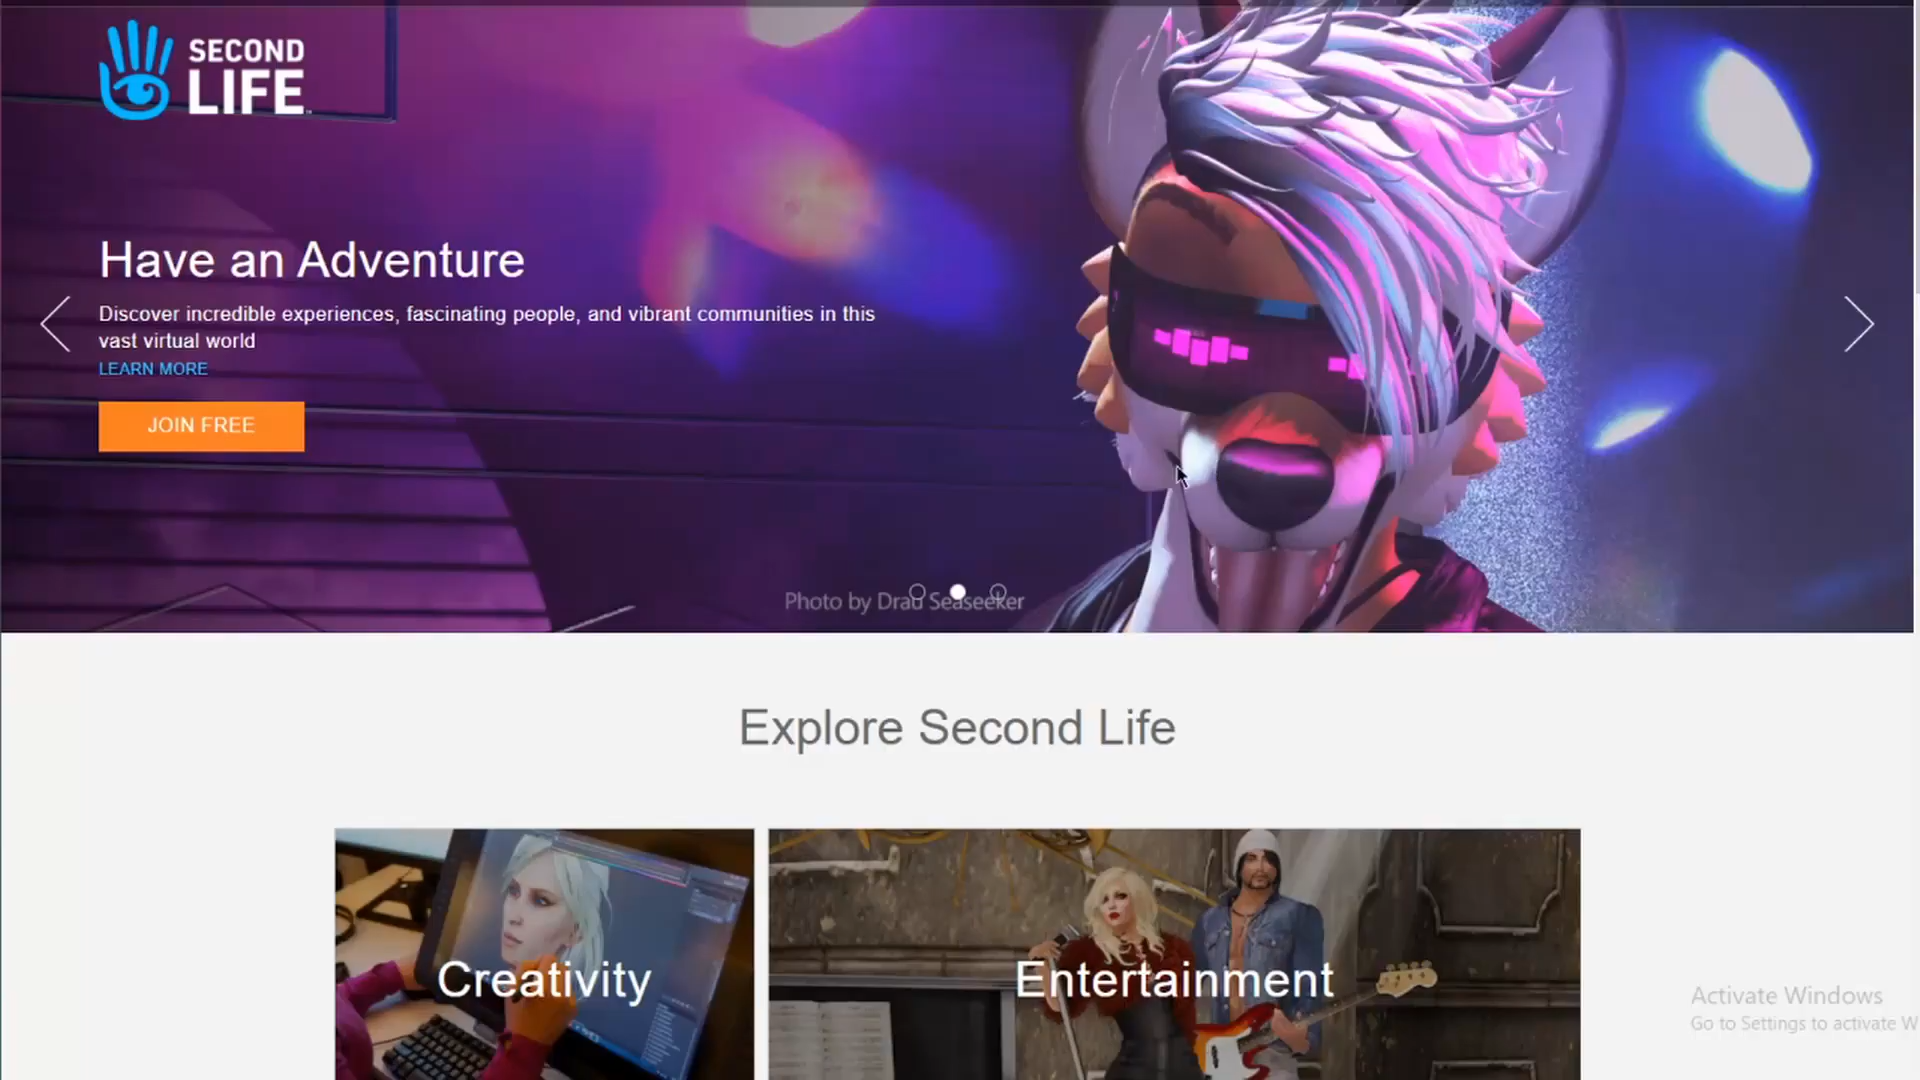 SECOND
LIFE
Have an Adventure
Discover incredible experiences, fascinating people, and vibrant communities in this
vast virtual world
LEARN MORE
JOIN FREE
Photo by Drau Seaseeker
Explore Second Life
Creativity
Entertainment
Activate Windows
Go to Settings to activate W